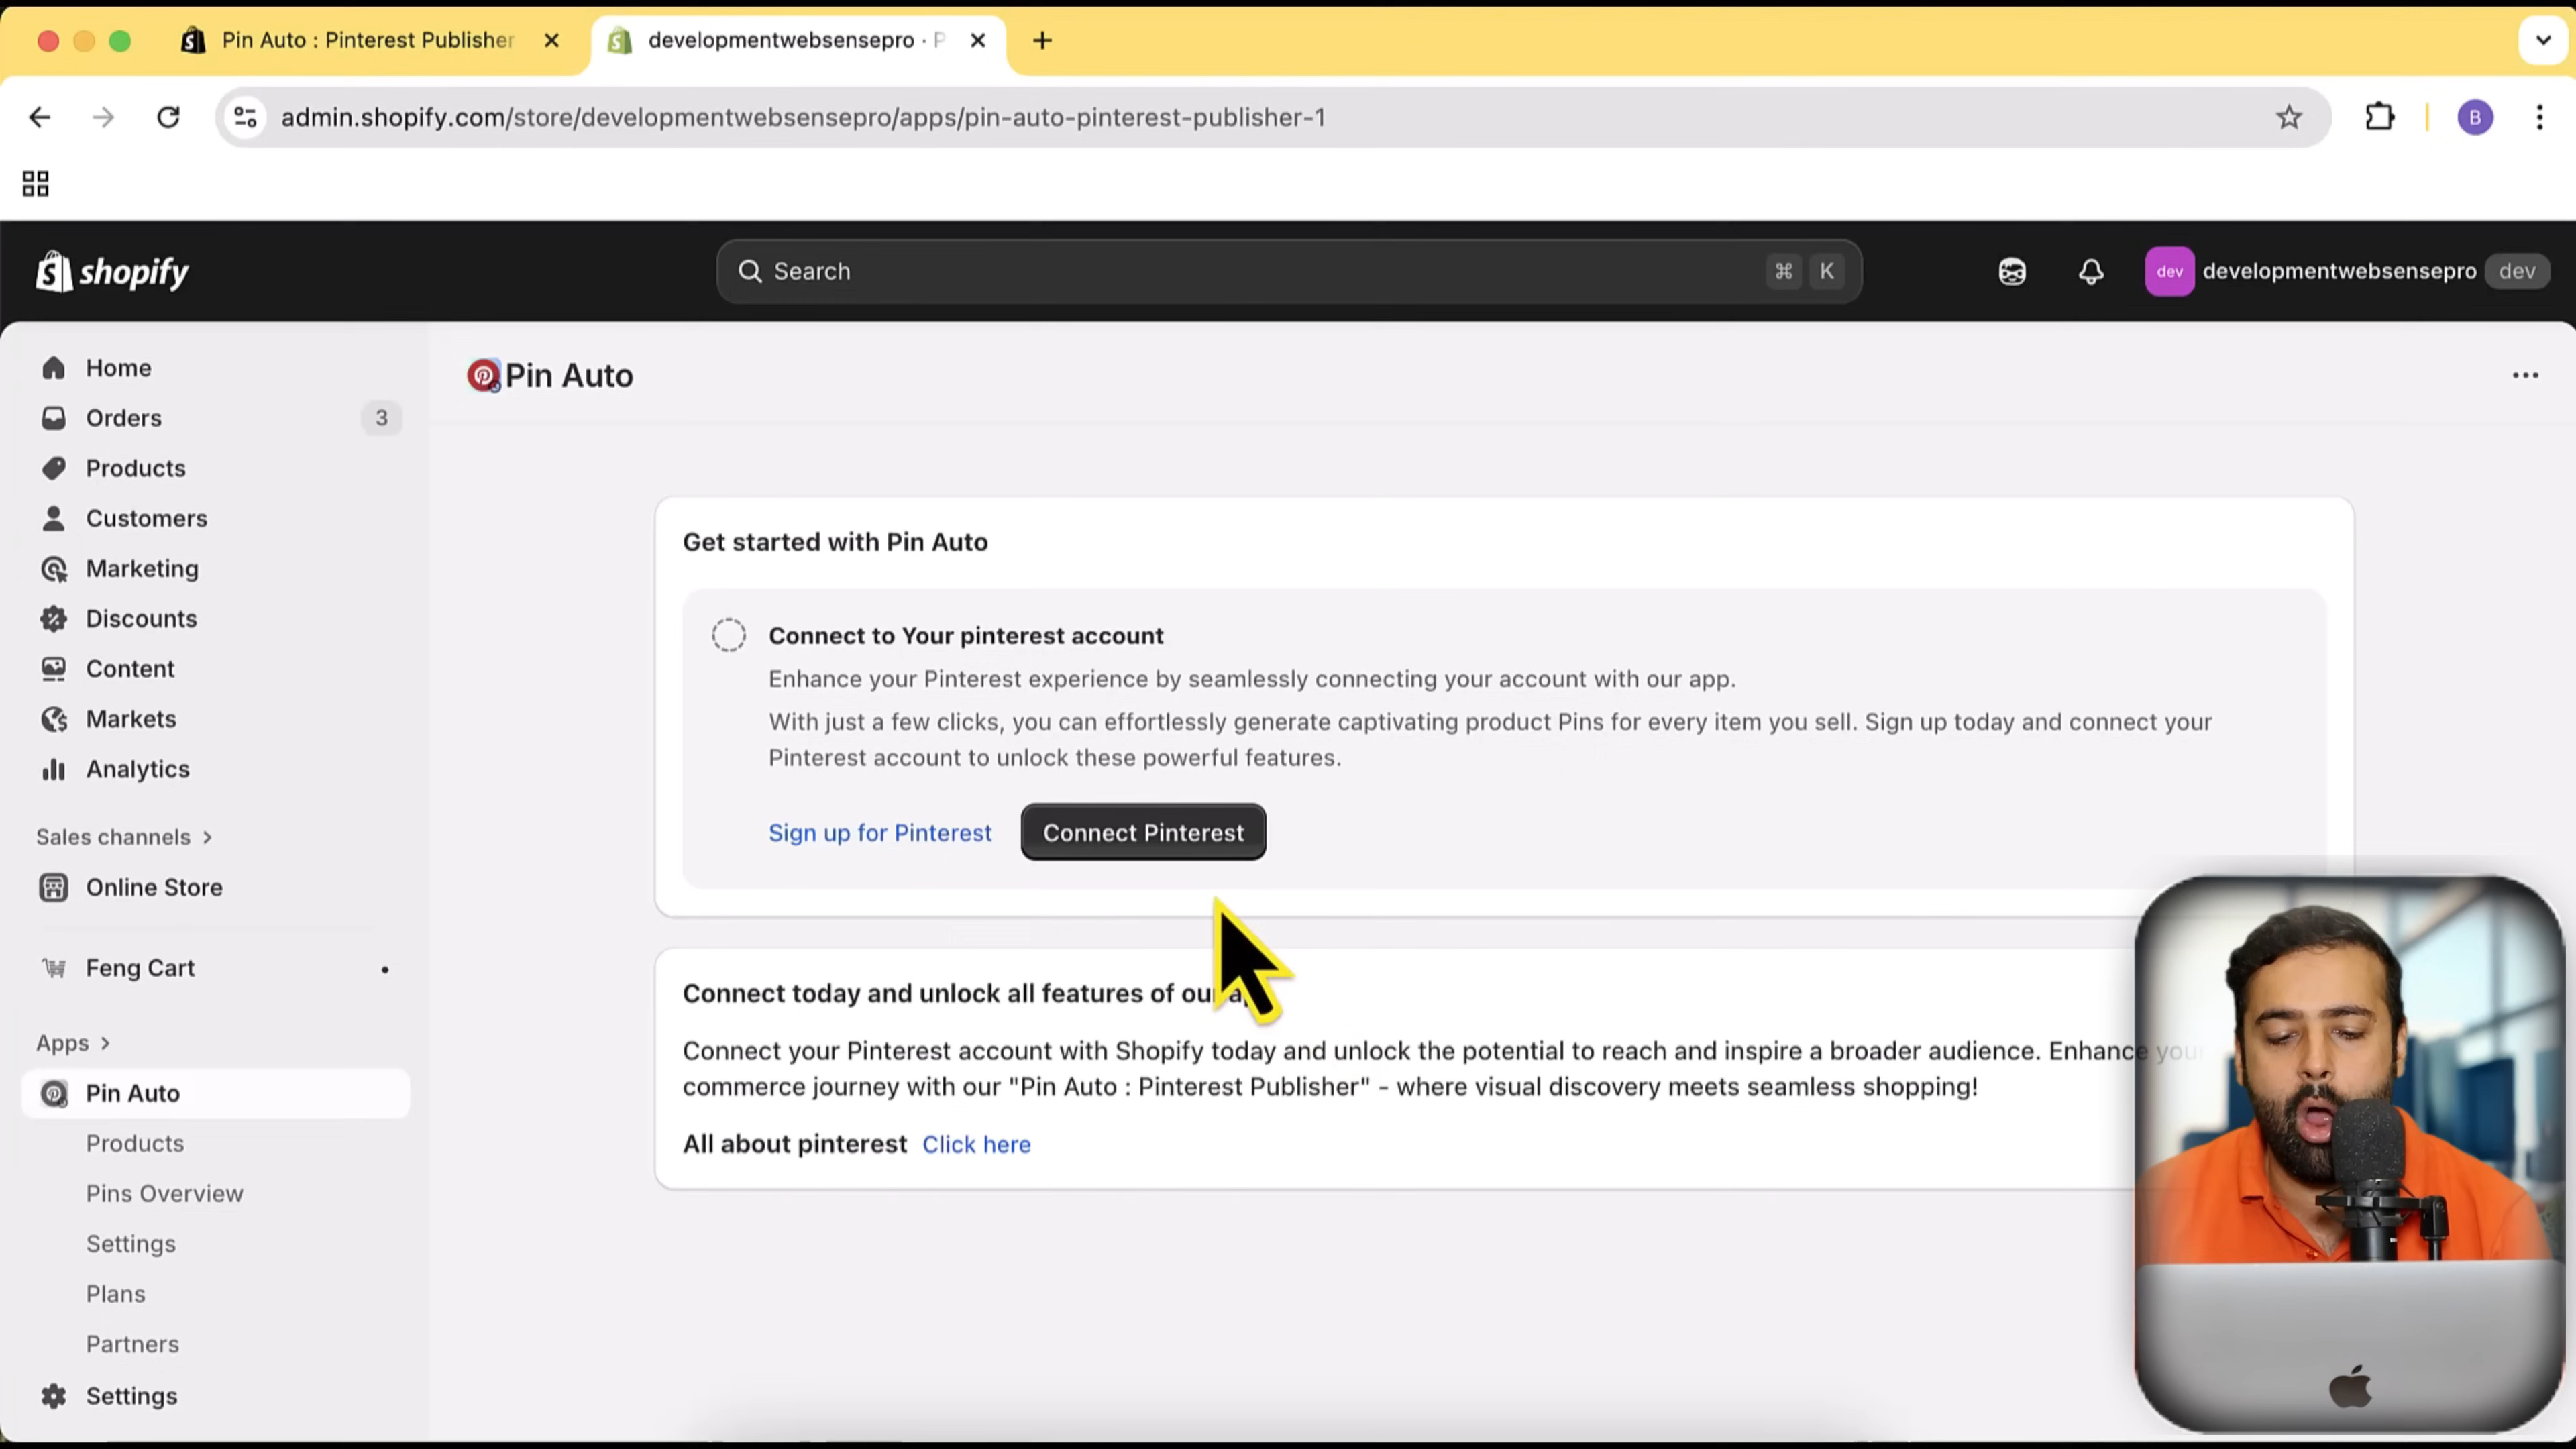 Pin Auto : Pinterest Publisher
developmentwebsensepro ·
admin.shopify.com/store/developmentwebsensepro/apps/pin-auto-pinterest-publisher-1
B
shopify
Search
⌘ K
dev
developmentwebsensepro
dev
Home
Orders
3
Products
Customers
Marketing
Discounts
Content
Markets
Analytics
Sales channels
Online Store
Feng Cart
Apps
Pin Auto
Products
Pins Overview
Settings
Plans
Partners
Settings
Pin Auto
Get started with Pin Auto
Connect to Your pinterest account
Enhance your Pinterest experience by seamlessly connecting your account with our app.
With just a few clicks, you can effortlessly generate captivating product Pins for every item you sell. Sign up today and connect your
Pinterest account to unlock these powerful features.
Sign up for Pinterest
Connect Pinterest
Connect today and unlock all features of our
Connect your Pinterest account with Shopify today and unlock the potential to reach and inspire a broader audience. Enhance
commerce journey with our "Pin Auto : Pinterest Publisher" - where visual discovery meets seamless shopping!
All about pinterest Click here